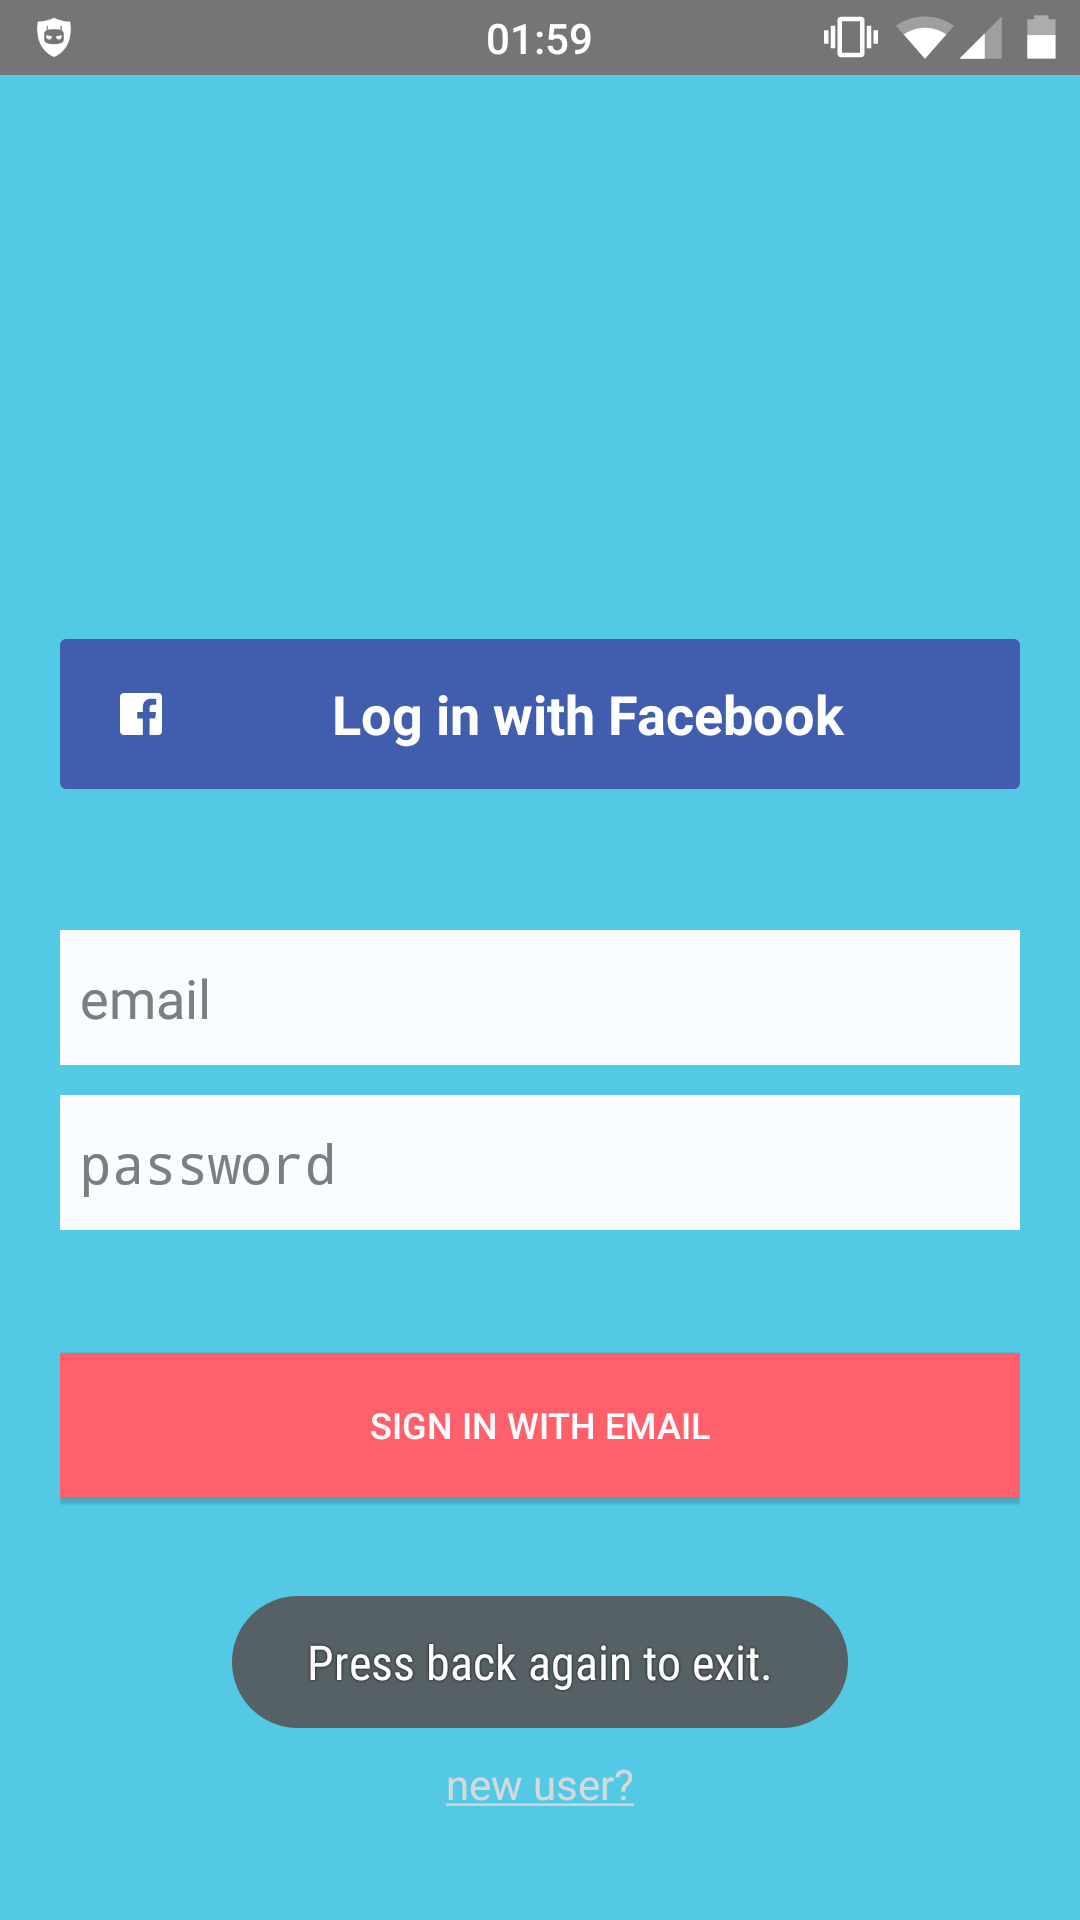 01:59
Log in with Facebook
email
password
SIGN IN WITH EMAIL
Press back again to exit.
new user?